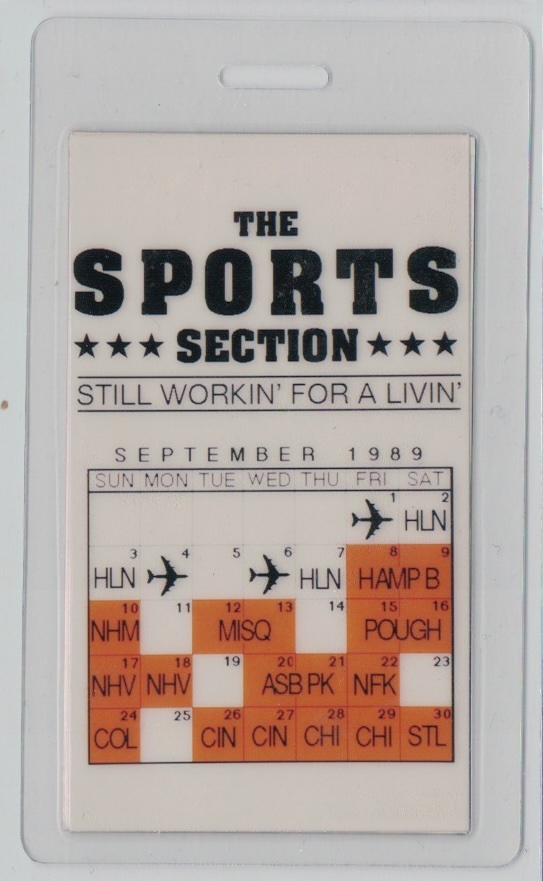 THE
SPORTS
★★★ SECTION ★★★
STILL WORKIN' FOR A LIVIN'
SEPTEMBER 1989
SUN MON TUE WED THU FRI SAT
1 2
HLN
3 4 5 6 7 8 9
HLN HLN HAMP B
10 11 12 13 14 15 16
NHM MISQ POUGH
17 18 19 20 21 22 23
NHV NHV ASB PK NFK
24 25 26 27 28 29 30
COL CIN CIN CHI CHI STL